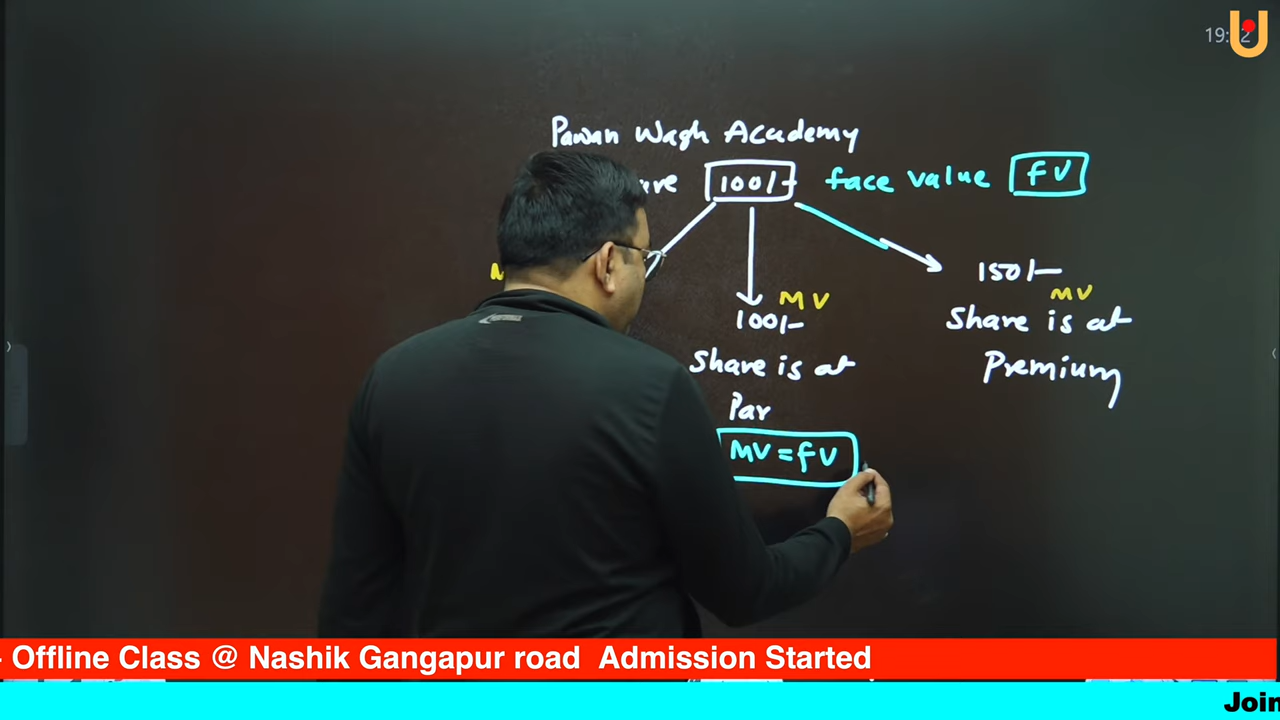 Pawan Wagh Academy
100/- face value FV
150/-
MV
MV
100/-
Share is at
Premium
Share is at
Par
MV = FV
Offline Class @ Nashik Gangapur road Admission Started
Join